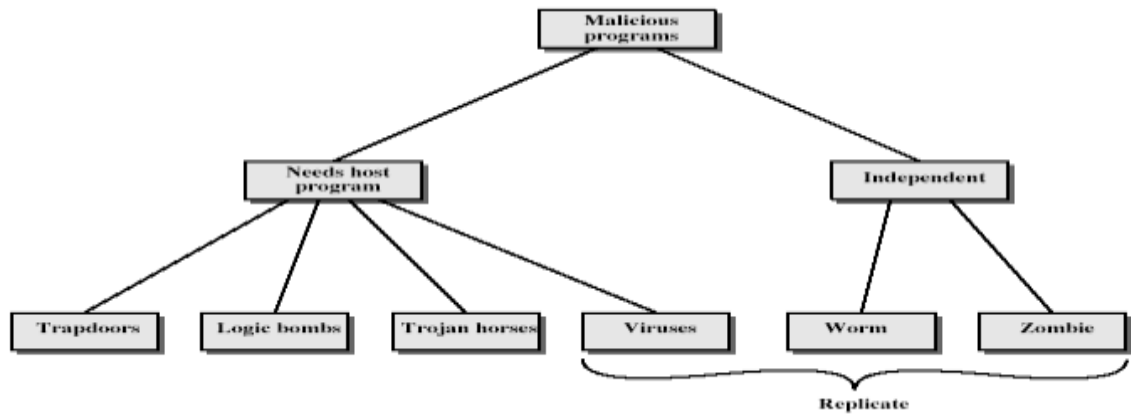 Malicious
programs
Needs host
program
Independent
Trapdoors
Logic bombs
Trojan horses
Viruses
Worm
Zombie
Replicate